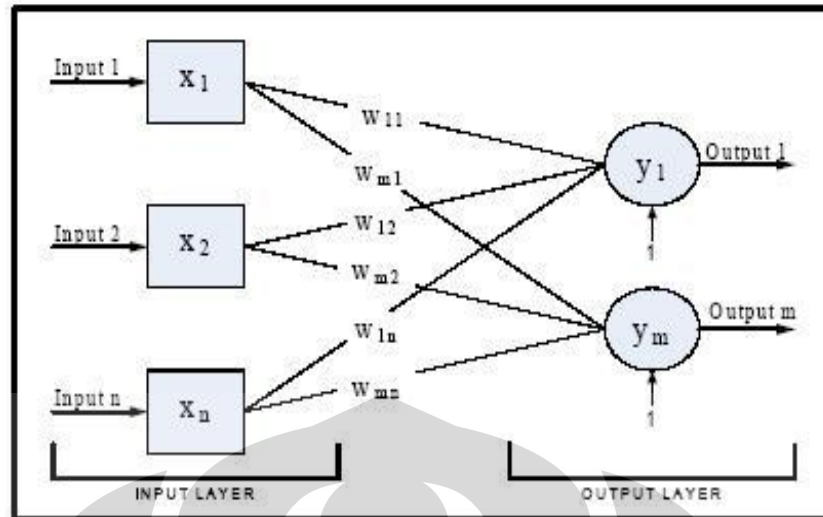 Input 1
x1
w11
wm1
y1
Output 1
1
Input 2
x2
w12
wm2
w1n
ym
Output m
1
Input n
xn
wmn
INPUT LAYER
OUTPUT LAYER